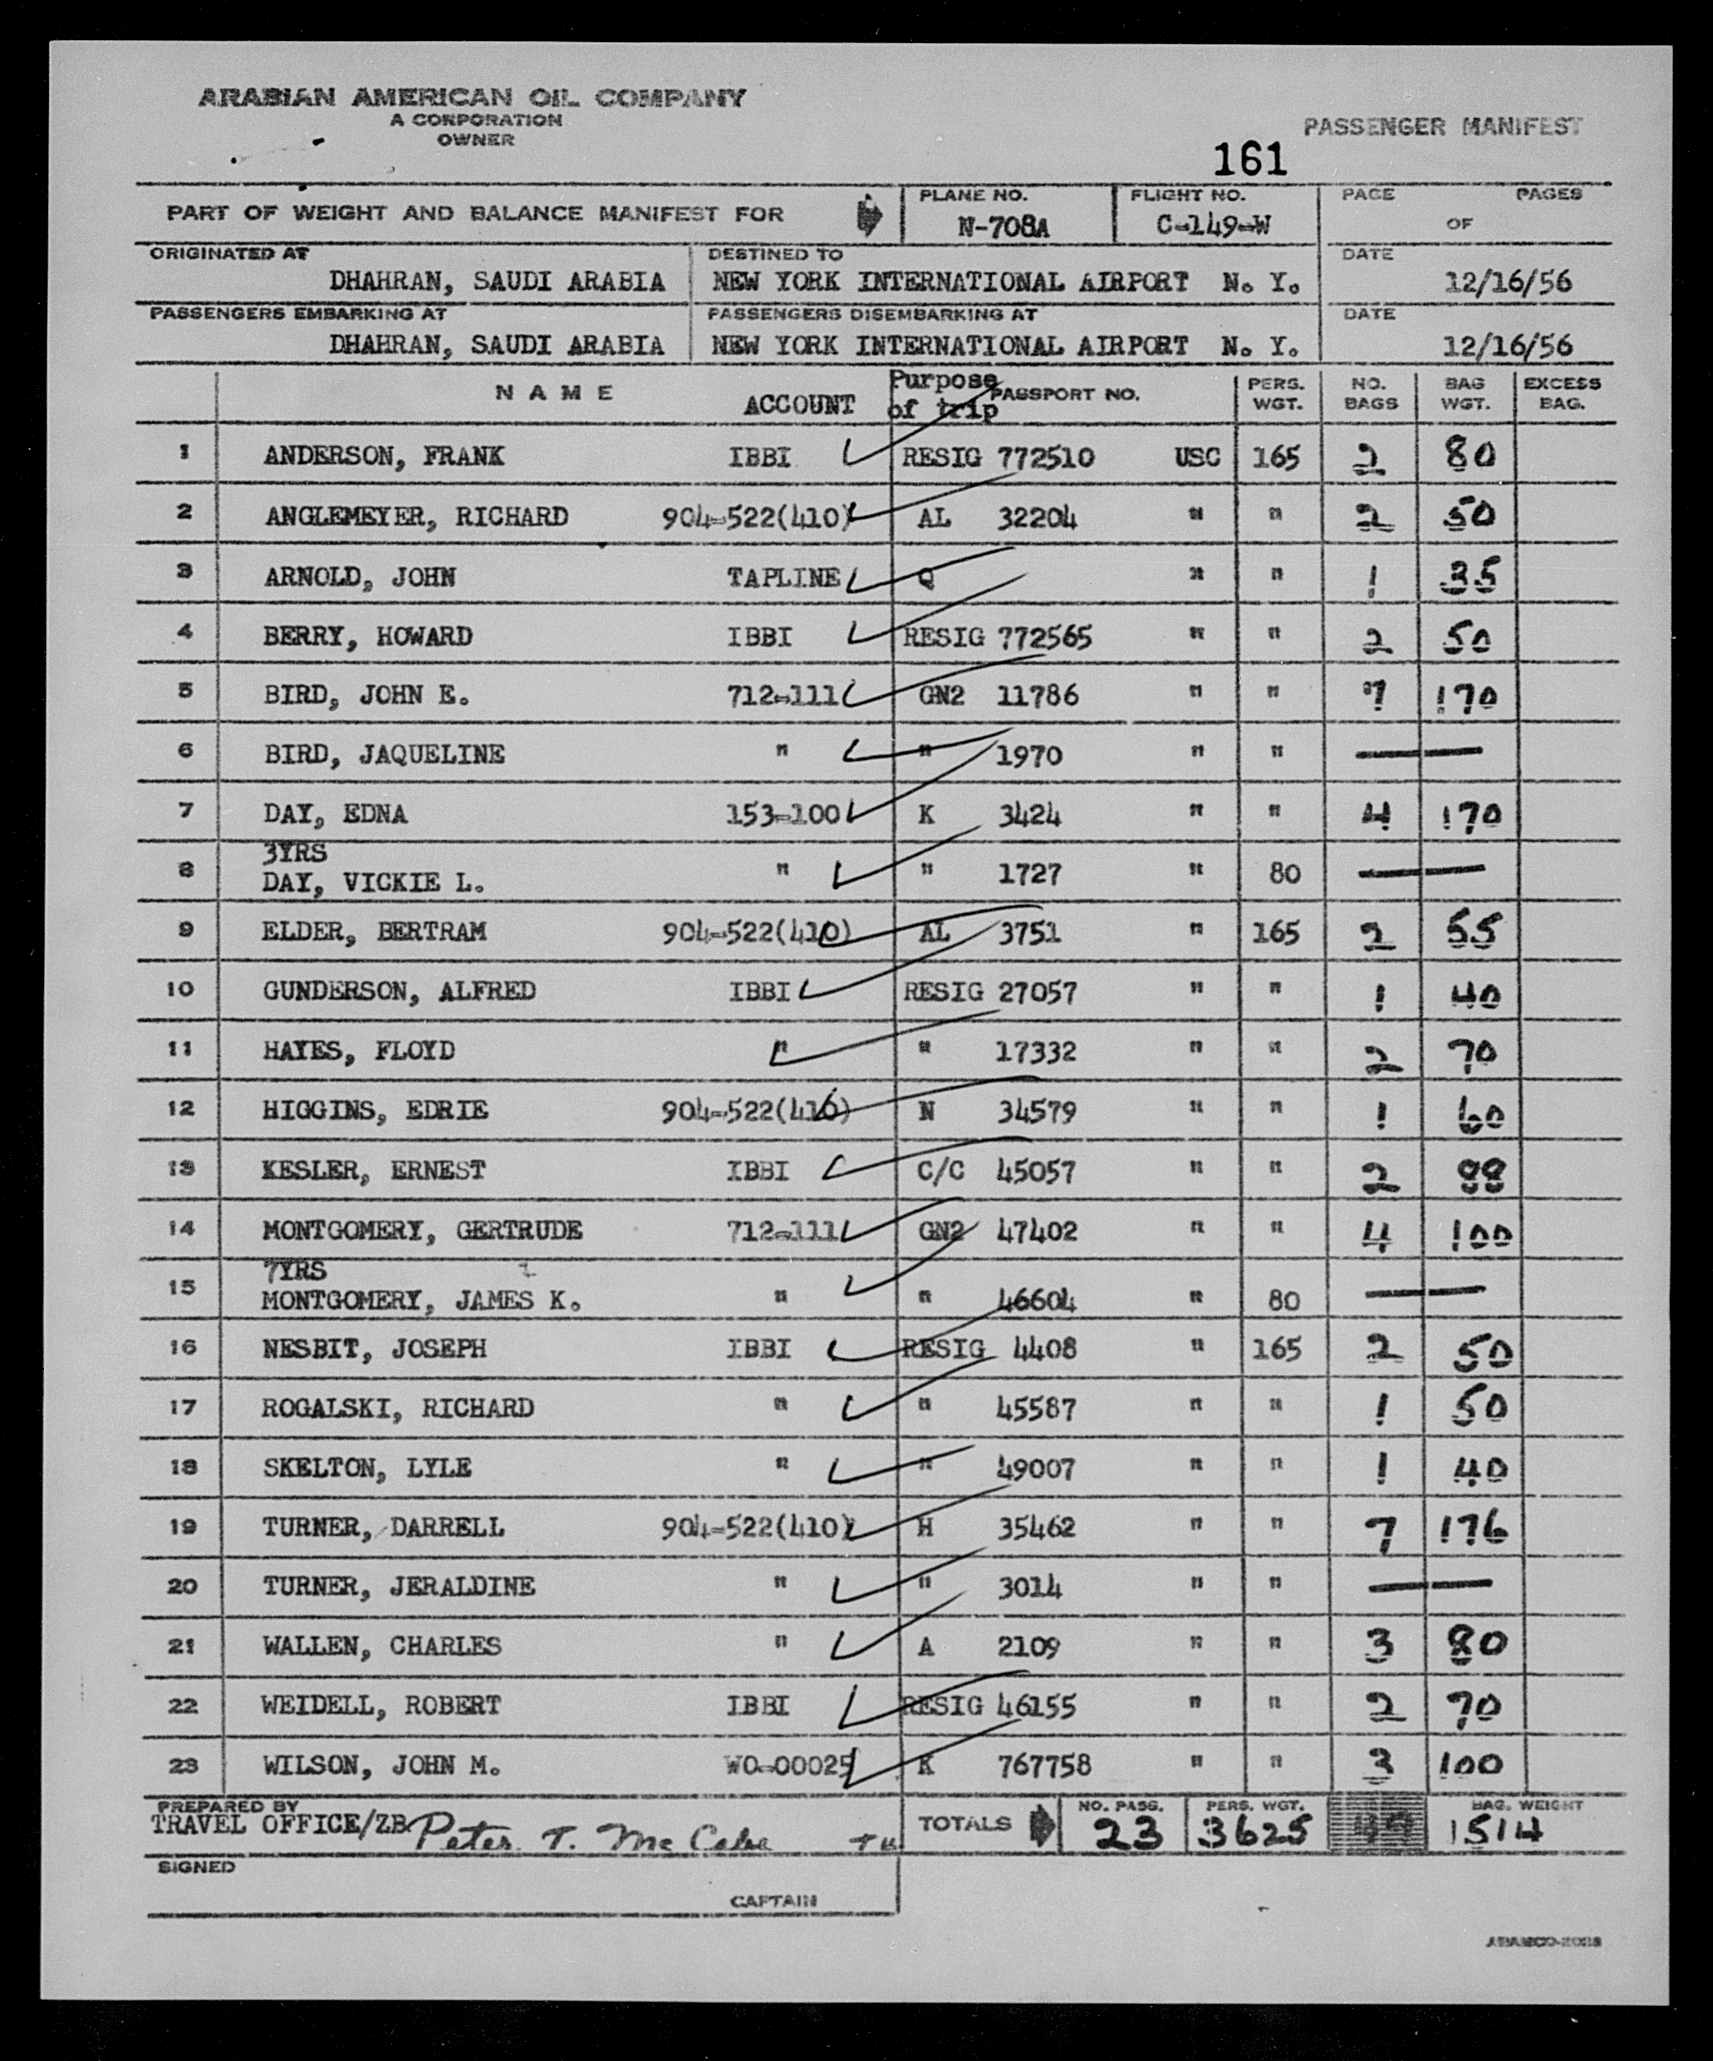 ARABIAN AMERICAN OIL COMPANY
A CORPORATION
OWNER
PASSENGER MANIFEST
161
PART OF WEIGHT AND BALANCE MANIFEST FOR PLANE NO. N-708A FLIGHT NO. C-149-W PAGE OF PAGES
ORIGINATED AT DESTINED TO DATE
DHAHRAN, SAUDI ARABIA NEW YORK INTERNATIONAL AIRPORT N. Y. 12/16/56
PASSENGERS EMBARKING AT PASSENGERS DISEMBARKING AT DATE
DHAHRAN, SAUDI ARABIA NEW YORK INTERNATIONAL AIRPORT N. Y. 12/16/56
NAME ACCOUNT Purpose of trip PASSPORT NO. PERS. WGT. NO. BAGS BAG WGT. EXCESS BAG.
1 ANDERSON, FRANK IBBI RESIG 772510 USC 165 2 80
2 ANGLEMEYER, RICHARD 904-522(410) AL 32204 " " 2 50
3 ARNOLD, JOHN TAPLINE Q " " 1 35
4 BERRY, HOWARD IBBI RESIG 772565 " " 2 50
5 BIRD, JOHN E. 712-111 GN2 11786 " " 7 170
6 BIRD, JAQUELINE " " 1970 " " —
7 DAY, EDNA 153-100 K 3424 " " 4 170
3YRS
8 DAY, VICKIE L. " " 1727 " 80 —
9 ELDER, BERTRAM 904-522(410) AL 3751 " 165 2 55
10 GUNDERSON, ALFRED IBBI RESIG 27057 " " 1 40
11 HAYES, FLOYD " " 17332 " " 2 70
12 HIGGINS, EDRIE 904-522(410) N 34579 " " 1 60
13 KESLER, ERNEST IBBI C/C 45057 " " 2 88
14 MONTGOMERY, GERTRUDE 712-111 GN2 47402 " " 4 100
7YRS
15 MONTGOMERY, JAMES K. " " 46604 " 80 —
16 NESBIT, JOSEPH IBBI RESIG 4408 " 165 2 50
17 ROGALSKI, RICHARD " " 45587 " " 1 50
18 SKELTON, LYLE " " 49007 " " 1 40
19 TURNER, DARRELL 904-522(410) H 35462 " " 7 176
20 TURNER, JERALDINE " " 3014 " " —
21 WALLEN, CHARLES " A 2109 " " 3 80
22 WEIDELL, ROBERT IBBI RESIG 46155 " " 2 70
23 WILSON, JOHN M. WO-00025 K 767758 " " 3 100
PREPARED BY NO. PASS. PERS. WGT. BAG. WEIGHT
TRAVEL OFFICE/ZB Peter T. McCabe TOTALS 23 3625 1514
SIGNED
CAPTAIN